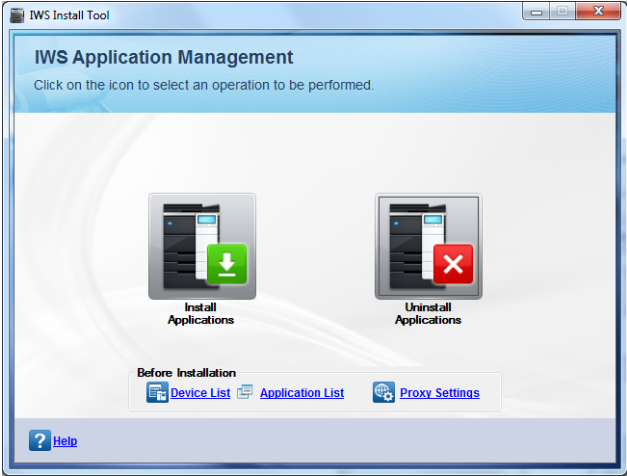 IWS Install Tool
IWS Application Management
Click on the icon to select an operation to be performed.
Install
Applications
Uninstall
Applications
Before Installation
Device List
Application List
Proxy Settings
? Help